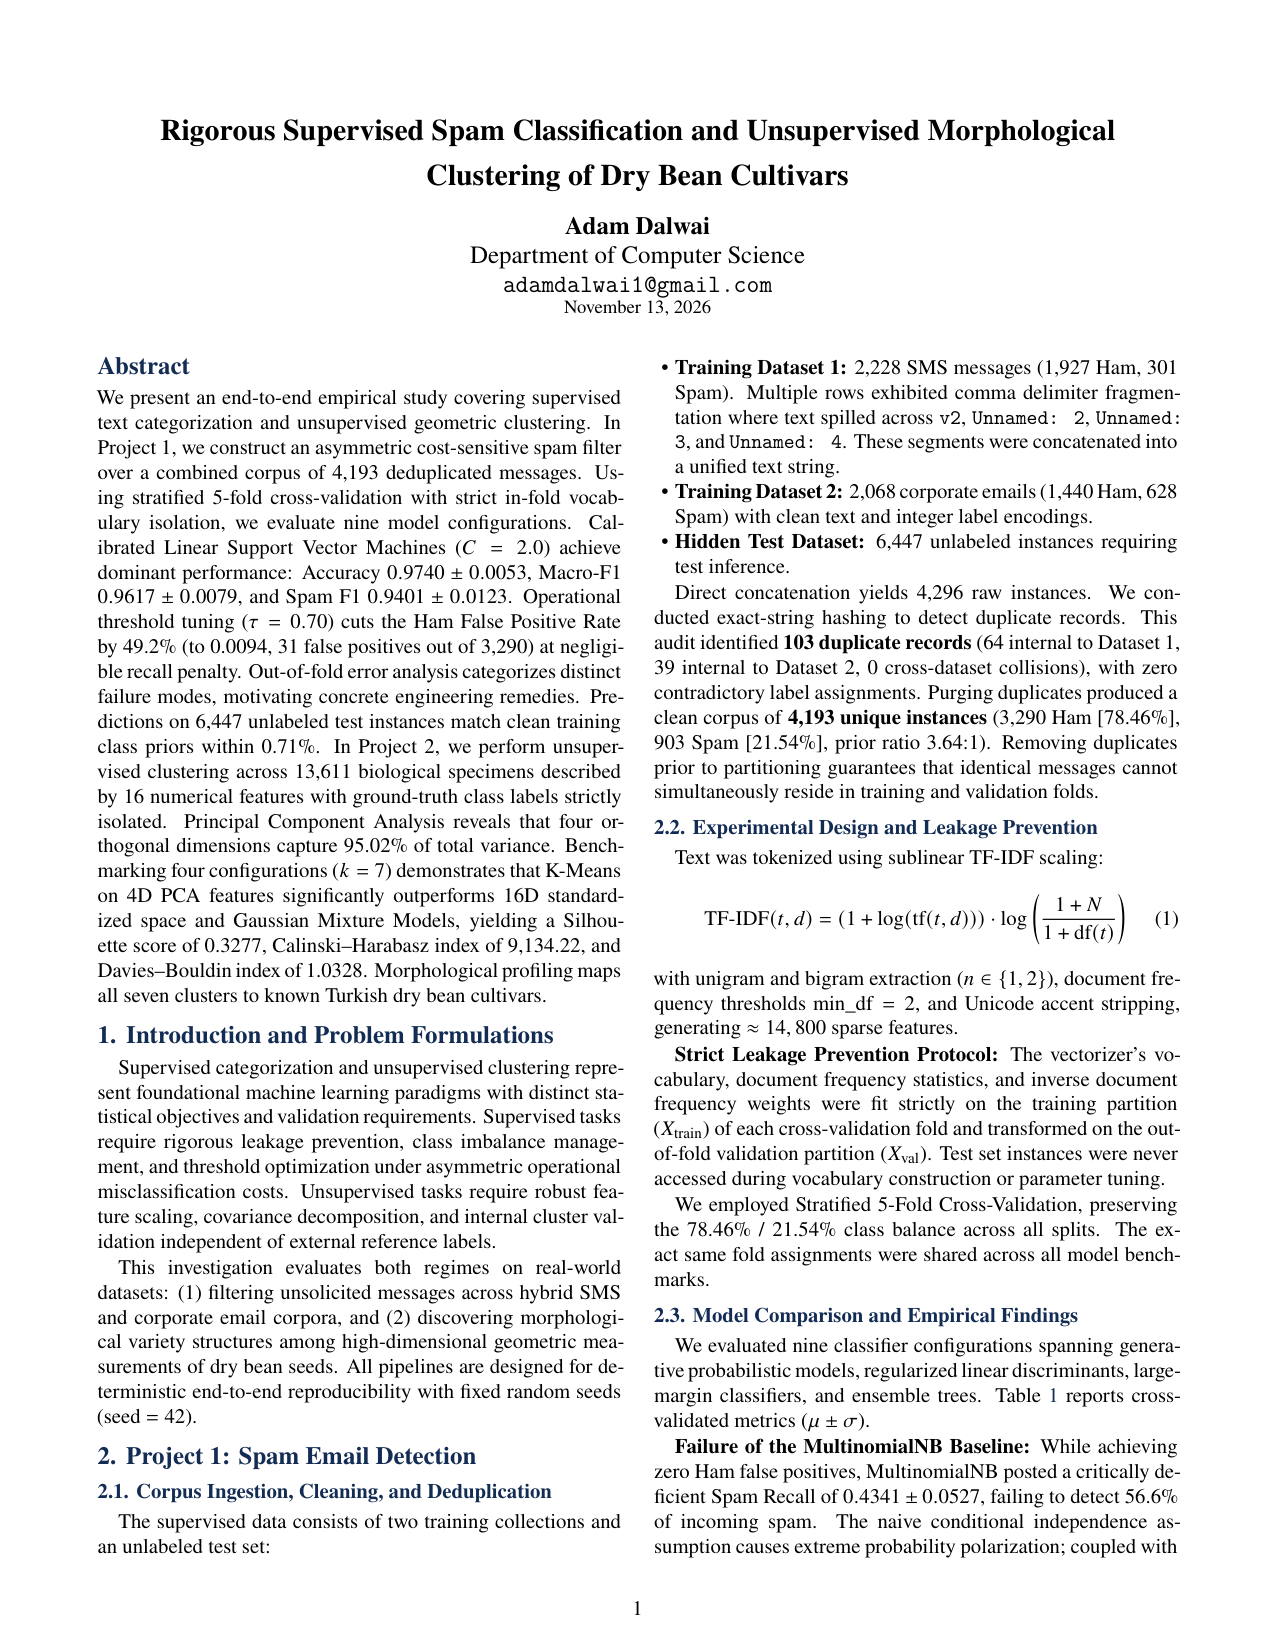 Rigorous Supervised Spam Classification and Unsupervised Morphological
Clustering of Dry Bean Cultivars
Adam Dalwai
Department of Computer Science
adamdalwai1@gmail.com
November 13, 2026
Abstract
We present an end-to-end empirical study covering supervised
text categorization and unsupervised geometric clustering. In
Project 1, we construct an asymmetric cost-sensitive spam filter
over a combined corpus of 4,193 deduplicated messages. Us-
ing stratified 5-fold cross-validation with strict in-fold vocab-
ulary isolation, we evaluate nine model configurations. Cal-
ibrated Linear Support Vector Machines (C = 2.0) achieve
dominant performance: Accuracy 0.9740 ± 0.0053, Macro-F1
0.9617 ± 0.0079, and Spam F1 0.9401 ± 0.0123. Operational
threshold tuning (τ = 0.70) cuts the Ham False Positive Rate
by 49.2% (to 0.0094, 31 false positives out of 3,290) at negligi-
ble recall penalty. Out-of-fold error analysis categorizes distinct
failure modes, motivating concrete engineering remedies. Pre-
dictions on 6,447 unlabeled test instances match clean training
class priors within 0.71%. In Project 2, we perform unsuper-
vised clustering across 13,611 biological specimens described
by 16 numerical features with ground-truth class labels strictly
isolated. Principal Component Analysis reveals that four or-
thogonal dimensions capture 95.02% of total variance. Bench-
marking four configurations (k = 7) demonstrates that K-Means
on 4D PCA features significantly outperforms 16D standard-
ized space and Gaussian Mixture Models, yielding a Silhou-
ette score of 0.3277, Calinski–Harabasz index of 9,134.22, and
Davies–Bouldin index of 1.0328. Morphological profiling maps
all seven clusters to known Turkish dry bean cultivars.
1. Introduction and Problem Formulations
Supervised categorization and unsupervised clustering repre-
sent foundational machine learning paradigms with distinct sta-
tistical objectives and validation requirements. Supervised tasks
require rigorous leakage prevention, class imbalance manage-
ment, and threshold optimization under asymmetric operational
misclassification costs. Unsupervised tasks require robust fea-
ture scaling, covariance decomposition, and internal cluster val-
idation independent of external reference labels.
This investigation evaluates both regimes on real-world
datasets: (1) filtering unsolicited messages across hybrid SMS
and corporate email corpora, and (2) discovering morphologi-
cal variety structures among high-dimensional geometric mea-
surements of dry bean seeds. All pipelines are designed for de-
terministic end-to-end reproducibility with fixed random seeds
(seed = 42).
2. Project 1: Spam Email Detection
2.1. Corpus Ingestion, Cleaning, and Deduplication
The supervised data consists of two training collections and
an unlabeled test set:
• Training Dataset 1: 2,228 SMS messages (1,927 Ham, 301
Spam). Multiple rows exhibited comma delimiter fragmen-
tation where text spilled across v2, Unnamed: 2, Unnamed:
3, and Unnamed: 4. These segments were concatenated into
a unified text string.
• Training Dataset 2: 2,068 corporate emails (1,440 Ham, 628
Spam) with clean text and integer label encodings.
• Hidden Test Dataset: 6,447 unlabeled instances requiring
test inference.
Direct concatenation yields 4,296 raw instances. We con-
ducted exact-string hashing to detect duplicate records. This
audit identified 103 duplicate records (64 internal to Dataset 1,
39 internal to Dataset 2, 0 cross-dataset collisions), with zero
contradictory label assignments. Purging duplicates produced a
clean corpus of 4,193 unique instances (3,290 Ham [78.46%],
903 Spam [21.54%], prior ratio 3.64:1). Removing duplicates
prior to partitioning guarantees that identical messages cannot
simultaneously reside in training and validation folds.
2.2. Experimental Design and Leakage Prevention
Text was tokenized using sublinear TF-IDF scaling:
TF-IDF(t, d) = (1 + log(tf(t, d))) · log ( (1 + N) / (1 + df(t)) ) (1)
with unigram and bigram extraction (n ∈ {1, 2}), document fre-
quency thresholds min_df = 2, and Unicode accent stripping,
generating ≈ 14, 800 sparse features.
Strict Leakage Prevention Protocol: The vectorizer's vo-
cabulary, document frequency statistics, and inverse document
frequency weights were fit strictly on the training partition
(Xtrain) of each cross-validation fold and transformed on the out-
of-fold validation partition (Xval). Test set instances were never
accessed during vocabulary construction or parameter tuning.
We employed Stratified 5-Fold Cross-Validation, preserving
the 78.46% / 21.54% class balance across all splits. The ex-
act same fold assignments were shared across all model bench-
marks.
2.3. Model Comparison and Empirical Findings
We evaluated nine classifier configurations spanning genera-
tive probabilistic models, regularized linear discriminants, large-
margin classifiers, and ensemble trees. Table 1 reports cross-
validated metrics (μ ± σ).
Failure of the MultinomialNB Baseline: While achieving
zero Ham false positives, MultinomialNB posted a critically de-
ficient Spam Recall of 0.4341 ± 0.0527, failing to detect 56.6%
of incoming spam. The naive conditional independence as-
sumption causes extreme probability polarization; coupled with
1